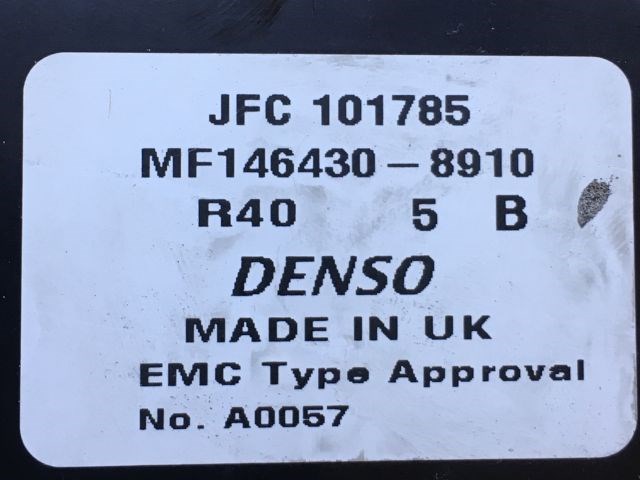 JFC 101785
MF146430-8910
R40 5 B
DENSO
MADE IN UK
EMC Type Approval
No. A0057